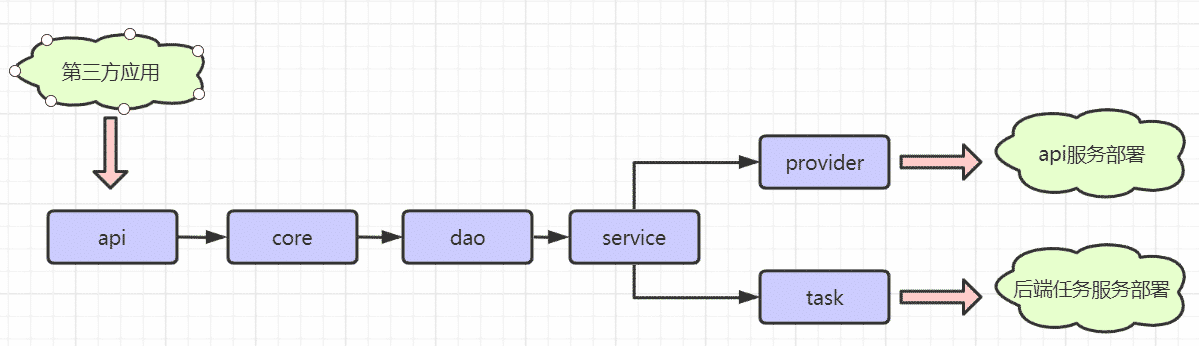 第三方应用
api
core
dao
service
provider
api服务部署
task
后端任务服务部署